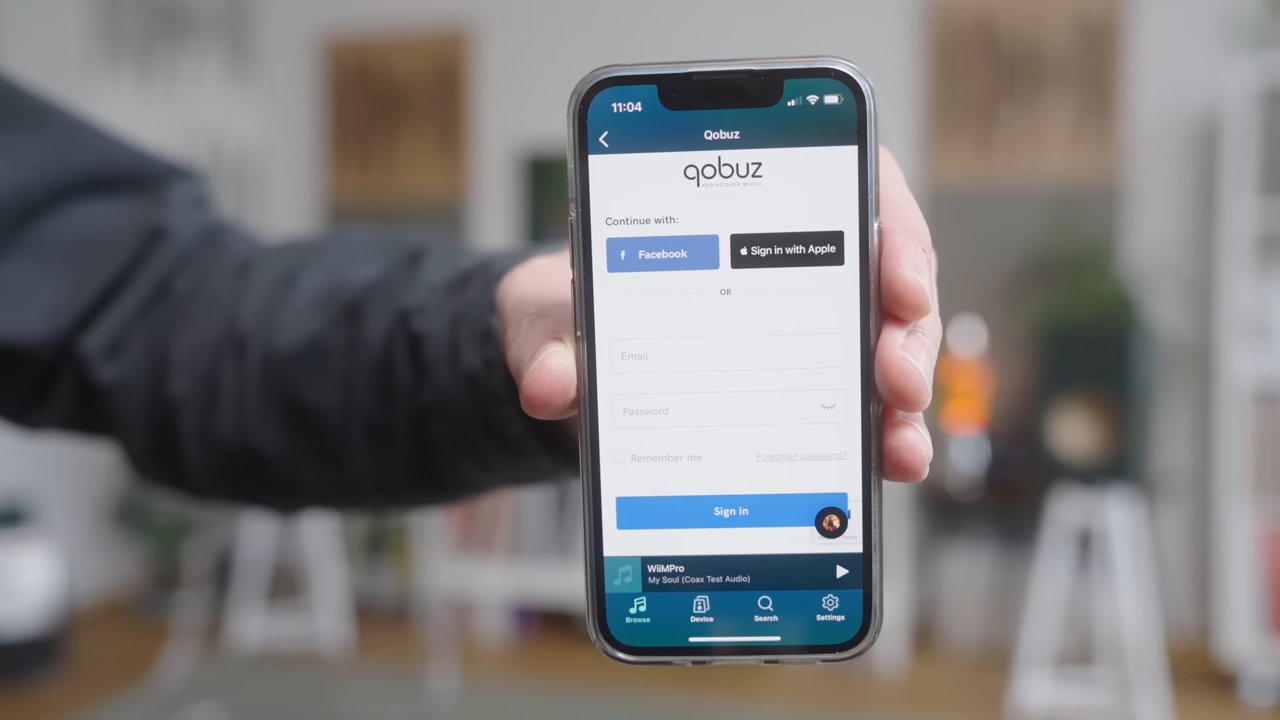 11:04
Qobuz
qobuz
REDISCOVER MUSIC
Continue with:
f Facebook
Sign in with Apple
OR
Email
Password
Remember me
Forgotten password?
Sign in
WiiMPro
My Soul (Coax Test Audio)
Browse
Device
Search
Settings